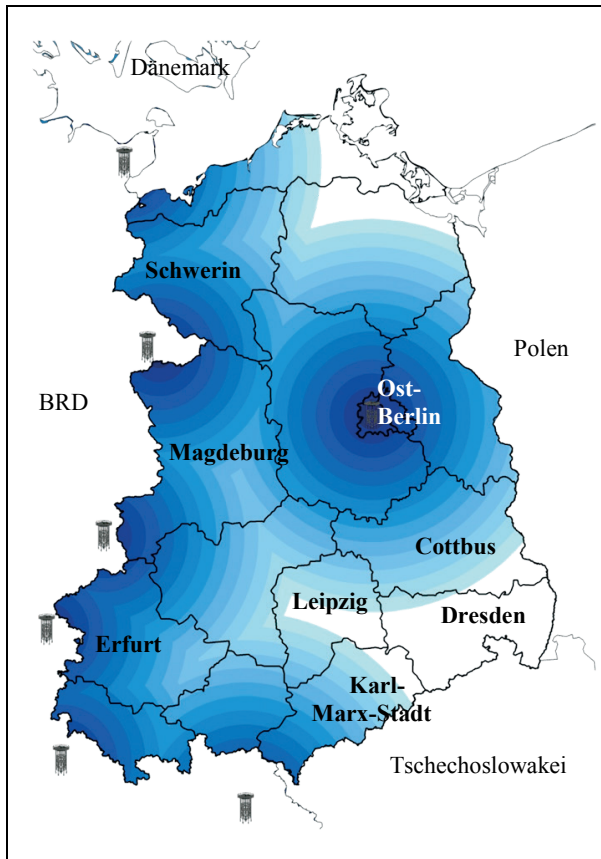 Dänemark
Schwerin
Polen
BRD
Ost-
Berlin
Magdeburg
Cottbus
Leipzig
Dresden
Erfurt
Karl-
Marx-Stadt
Tschechoslowakei